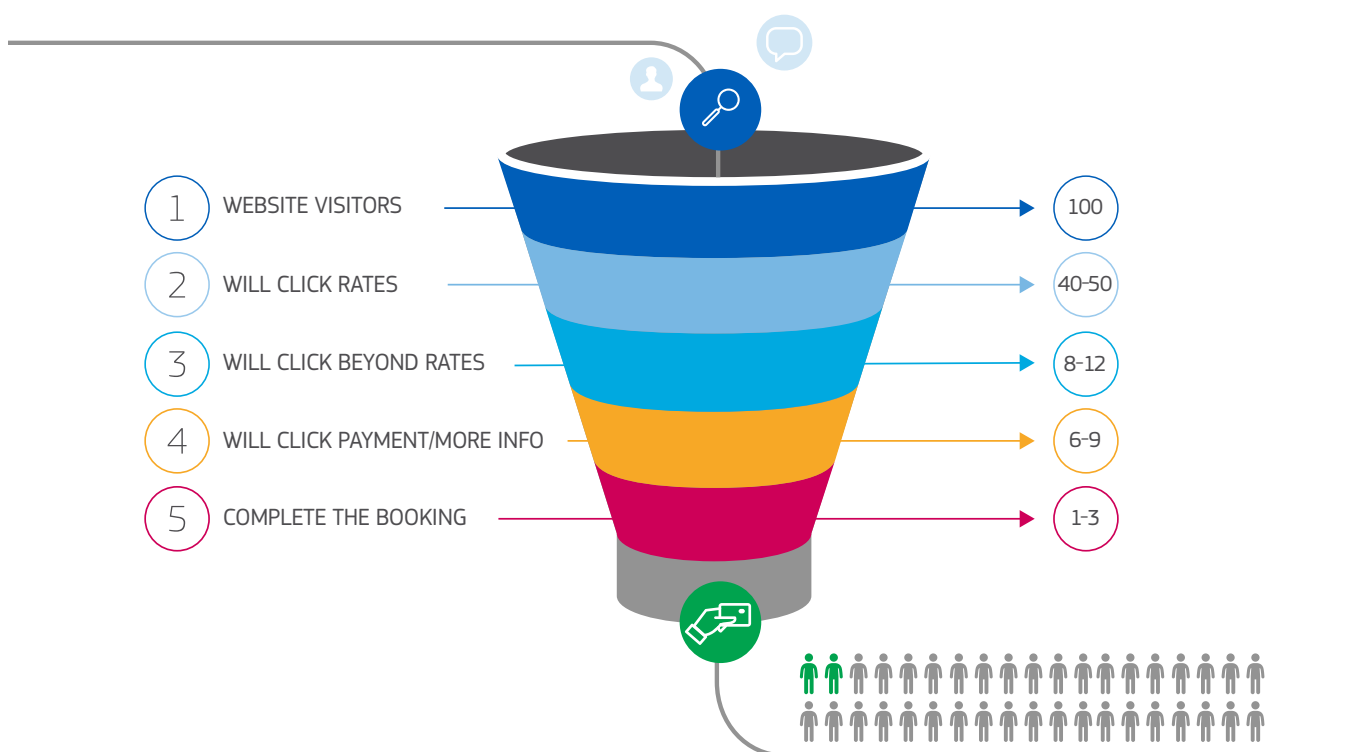 1 WEBSITE VISITORS 100
2 WILL CLICK RATES 40-50
3 WILL CLICK BEYOND RATES 8-12
4 WILL CLICK PAYMENT/MORE INFO 6-9
5 COMPLETE THE BOOKING 1-3